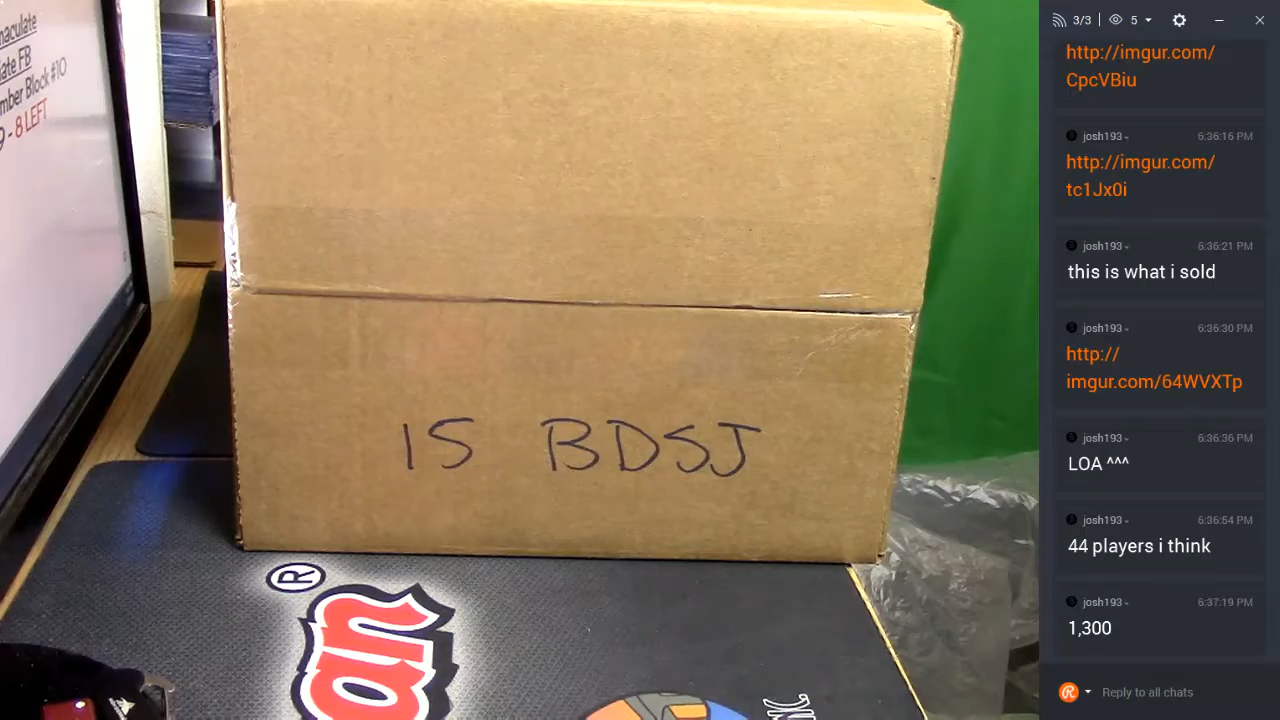 maculate
ate FB
mber Block #10
9 - 8 LEFT
15 BDSJ
®
an
3/3
5
http://imgur.com/
CpcVBiu
josh193
6:36:16 PM
http://imgur.com/
tc1Jx0i
josh193
6:36:21 PM
this is what i sold
josh193
6:36:30 PM
http://
imgur.com/64WVXTp
josh193
6:36:36 PM
LOA ^^^
josh193
6:36:54 PM
44 players i think
josh193
6:37:19 PM
1,300
Reply to all chats